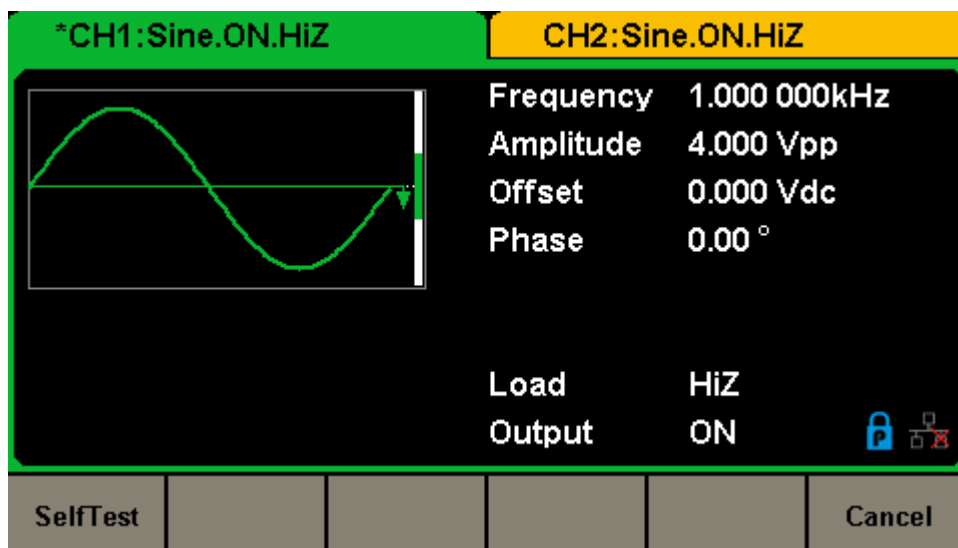 *CH1:Sine.ON.HiZ CH2:Sine.ON.HiZ
Frequency 1.000 000kHz
Amplitude 4.000 Vpp
Offset 0.000 Vdc
Phase 0.00 °
Load HiZ
Output ON
P
SelfTest Cancel